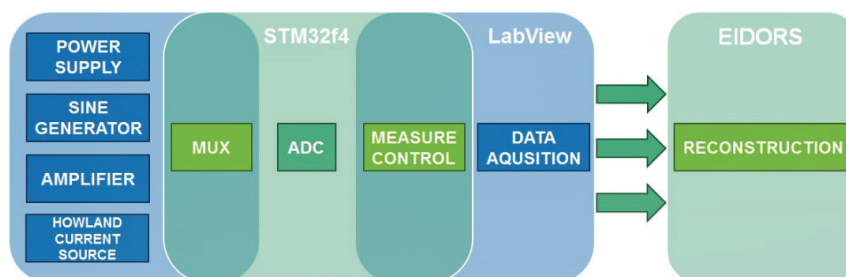 STM32f4
LabView
EIDORS
POWER
SUPPLY
SINE
GENERATOR
AMPLIFIER
HOWLAND
CURRENT
SOURCE
MUX
ADC
MEASURE
CONTROL
DATA
AQUSITION
RECONSTRUCTION